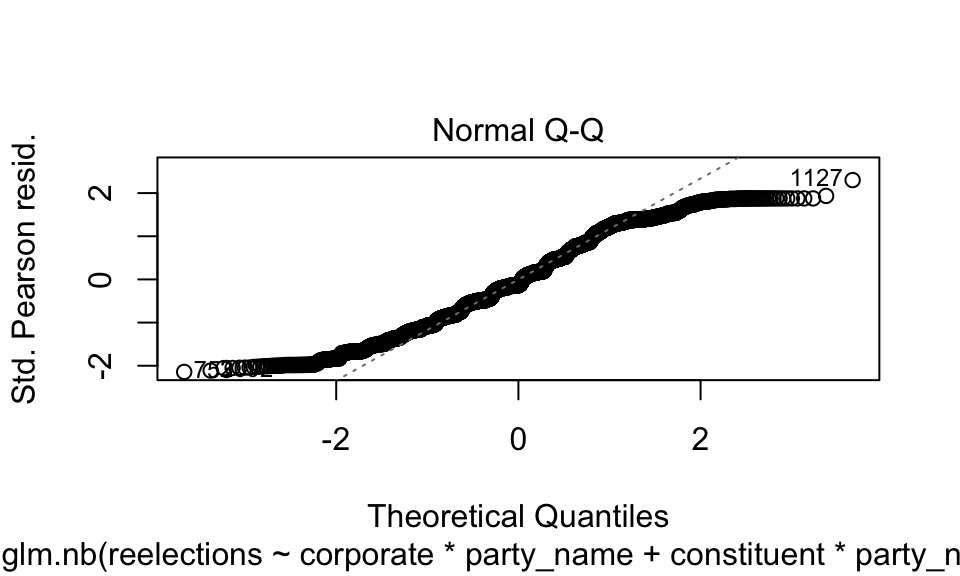 Normal Q-Q
Std. Pearson resid.
2
0
-2
1127
-2
0
2
Theoretical Quantiles
glm.nb(reelections ~ corporate * party_name + constituent * party_n